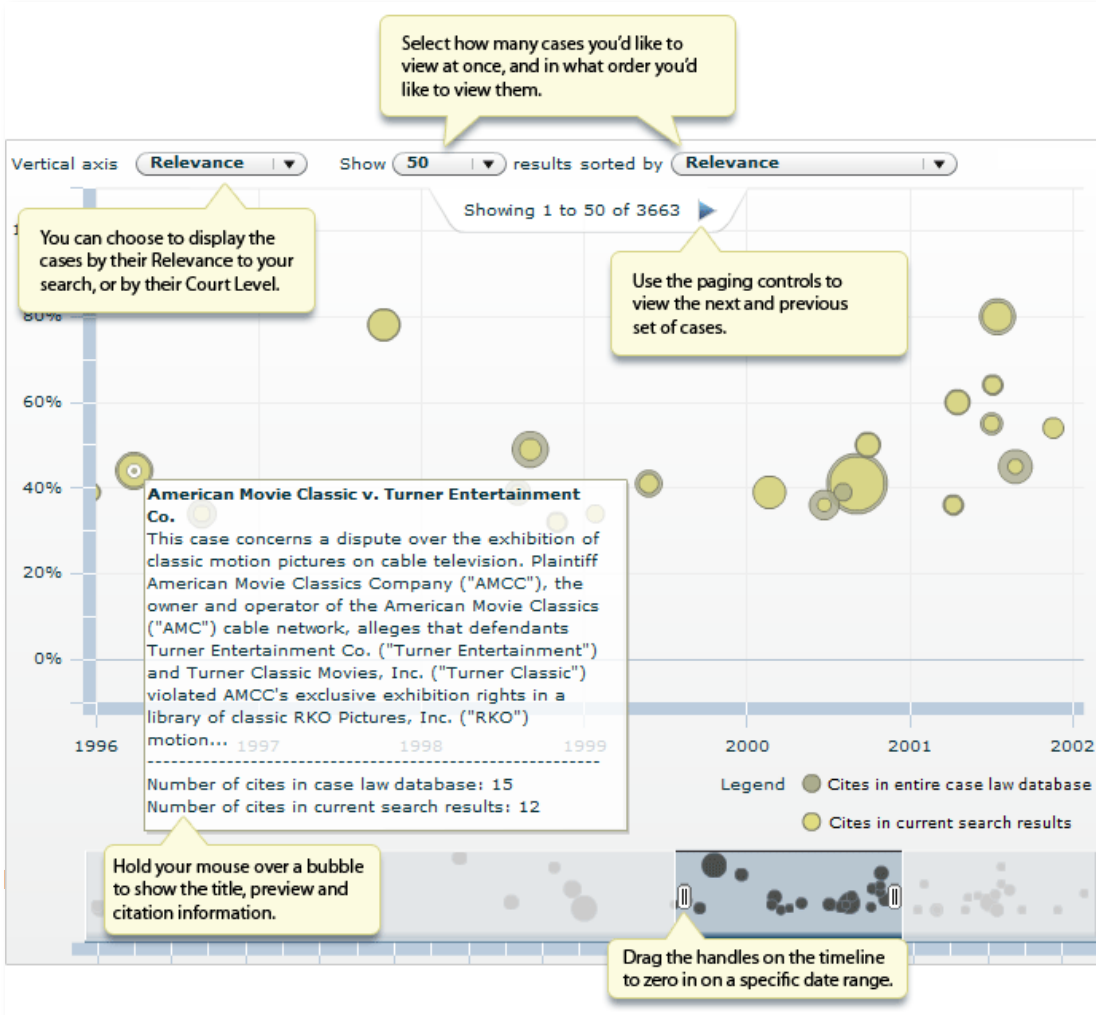 Select how many cases you'd like to
view at once, and in what order you'd
like to view them.
Vertical axis Relevance Show 50 results sorted by Relevance
Showing 1 to 50 of 3663
You can choose to display the
cases by their Relevance to your
search, or by their Court Level.
Use the paging controls to
view the next and previous
set of cases.
80%
60%
40%
20%
0%
American Movie Classic v. Turner Entertainment
Co.
This case concerns a dispute over the exhibition of
classic motion pictures on cable television. Plaintiff
American Movie Classics Company ("AMCC"), the
owner and operator of the American Movie Classics
("AMC") cable network, alleges that defendants
Turner Entertainment Co. ("Turner Entertainment")
and Turner Classic Movies, Inc. ("Turner Classic")
violated AMCC's exclusive exhibition rights in a
library of classic RKO Pictures, Inc. ("RKO")
motion...
Number of cites in case law database: 15
Number of cites in current search results: 12
1996 1997 1998 1999 2000 2001 2002
Legend Cites in entire case law database
Cites in current search results
Hold your mouse over a bubble
to show the title, preview and
citation information.
Drag the handles on the timeline
to zero in on a specific date range.